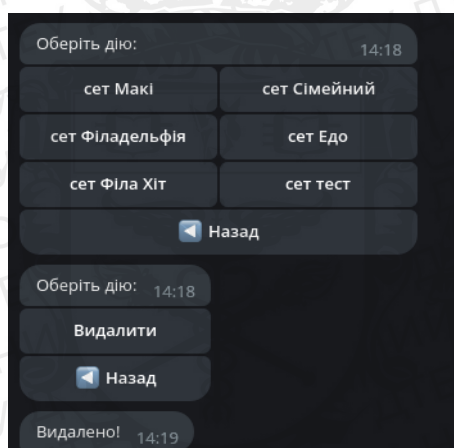 Оберіть дію: 14:18
сет Макі сет Сімейний
сет Філадельфія сет Едо
сет Філа Хіт сет тест
◀ Назад
Оберіть дію: 14:18
Видалити
◀ Назад
Видалено! 14:19